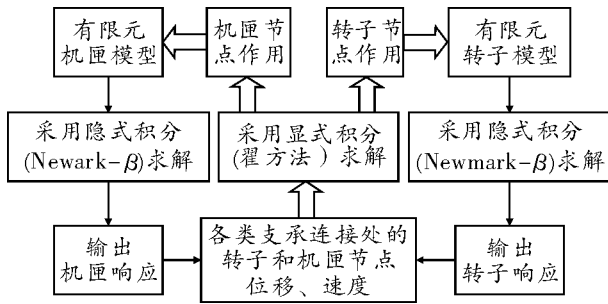 有限元
机匣模型
机匣节
点作用
转子节
点作用
有限元
转子模型
采用隐式积分
(Newark-β)求解
采用显式积分
(翟方法)求解
采用隐式积分
(Newmark-β)求解
输出
机匣响应
各类支承连接处的
转子和机匣节点
位移、速度
输出
转子响应